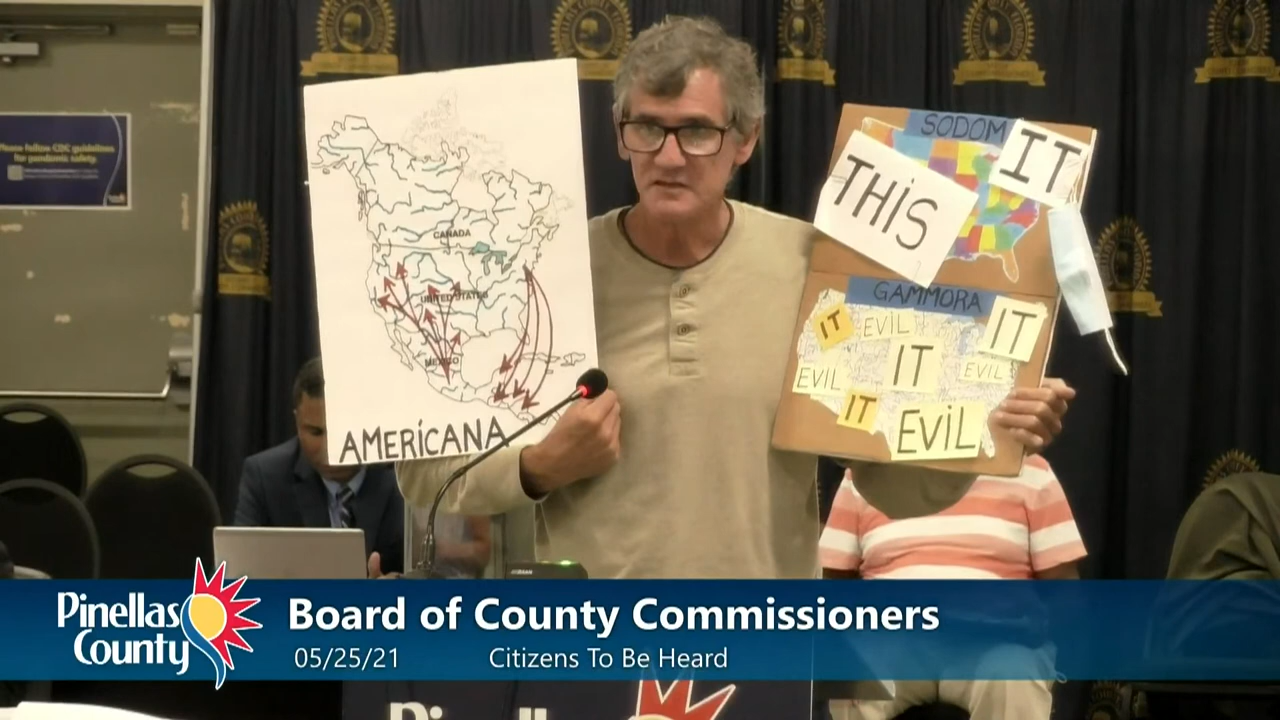 Please follow CDC guidelines
for pandemic safety.
CANADA
UNITED STATES
MEXICO
AMERICANA
SODOM
IT
THIS
GAMMORA
IT
EVIL
IT
IT
EVIL
EVIL
IT
EVIL
Pinellas
County
Board of County Commissioners
05/25/21
Citizens To Be Heard